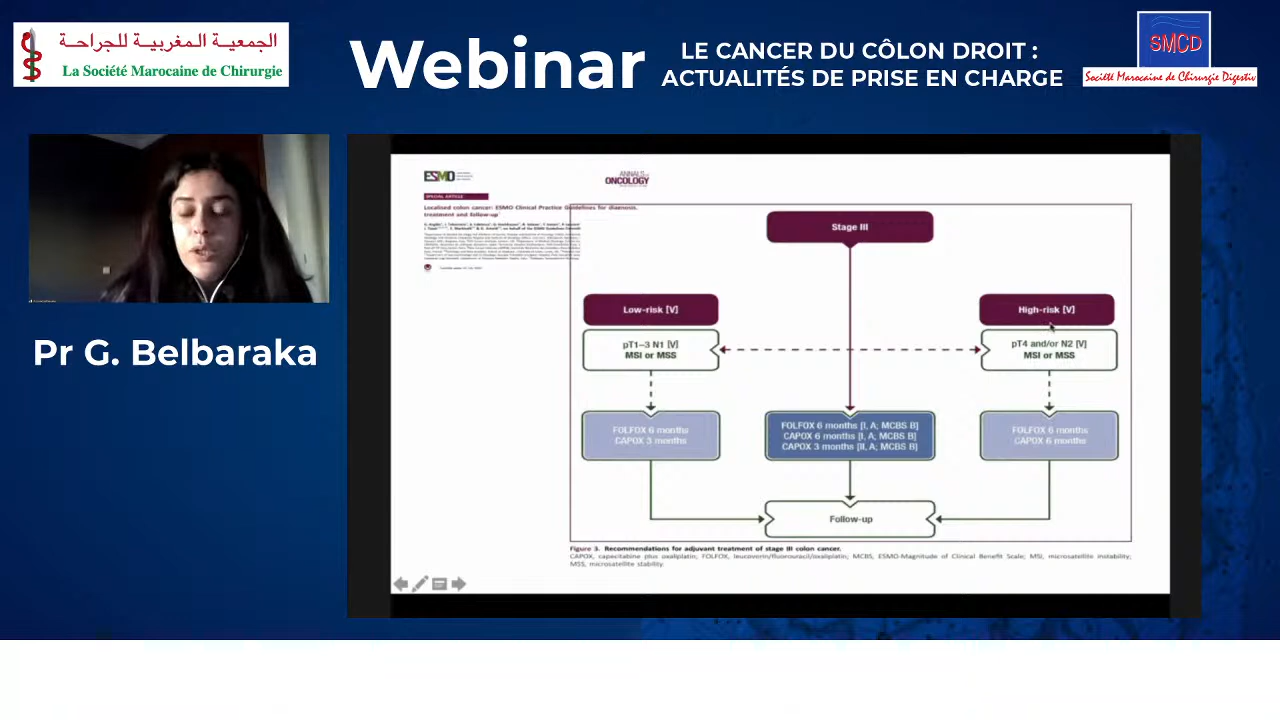 الجمعية المغربية للجراحة
La Société Marocaine de Chirurgie
Webinar
LE CANCER DU CÔLON DROIT :
ACTUALITÉS DE PRISE EN CHARGE
SMCD
Société Marocaine de Chirurgie Digestiv
Pr G. Belbaraka
ESMO
ANNALS OF
ONCOLOGY
SPECIAL ARTICLE
Localised colon cancer: ESMO Clinical Practice Guidelines for diagnosis,
treatment and follow-up
Stage III
Low-risk [V]
High-risk [V]
pT1–3 N1 [V]
MSI or MSS
pT4 and/or N2 [V]
MSI or MSS
FOLFOX 6 months
CAPOX 3 months
FOLFOX 6 months [I, A; MCBS B]
CAPOX 6 months [I, A; MCBS B]
CAPOX 3 months [II, A; MCBS B]
FOLFOX 6 months
CAPOX 6 months
Follow-up
Figure 3. Recommendations for adjuvant treatment of stage III colon cancer.
CAPOX, capecitabine plus oxaliplatin; FOLFOX, leucovorin/fluorouracil/oxaliplatin; MCBS, ESMO-Magnitude of Clinical Benefit Scale; MSI, microsatellite instability;
MSS, microsatellite stability.